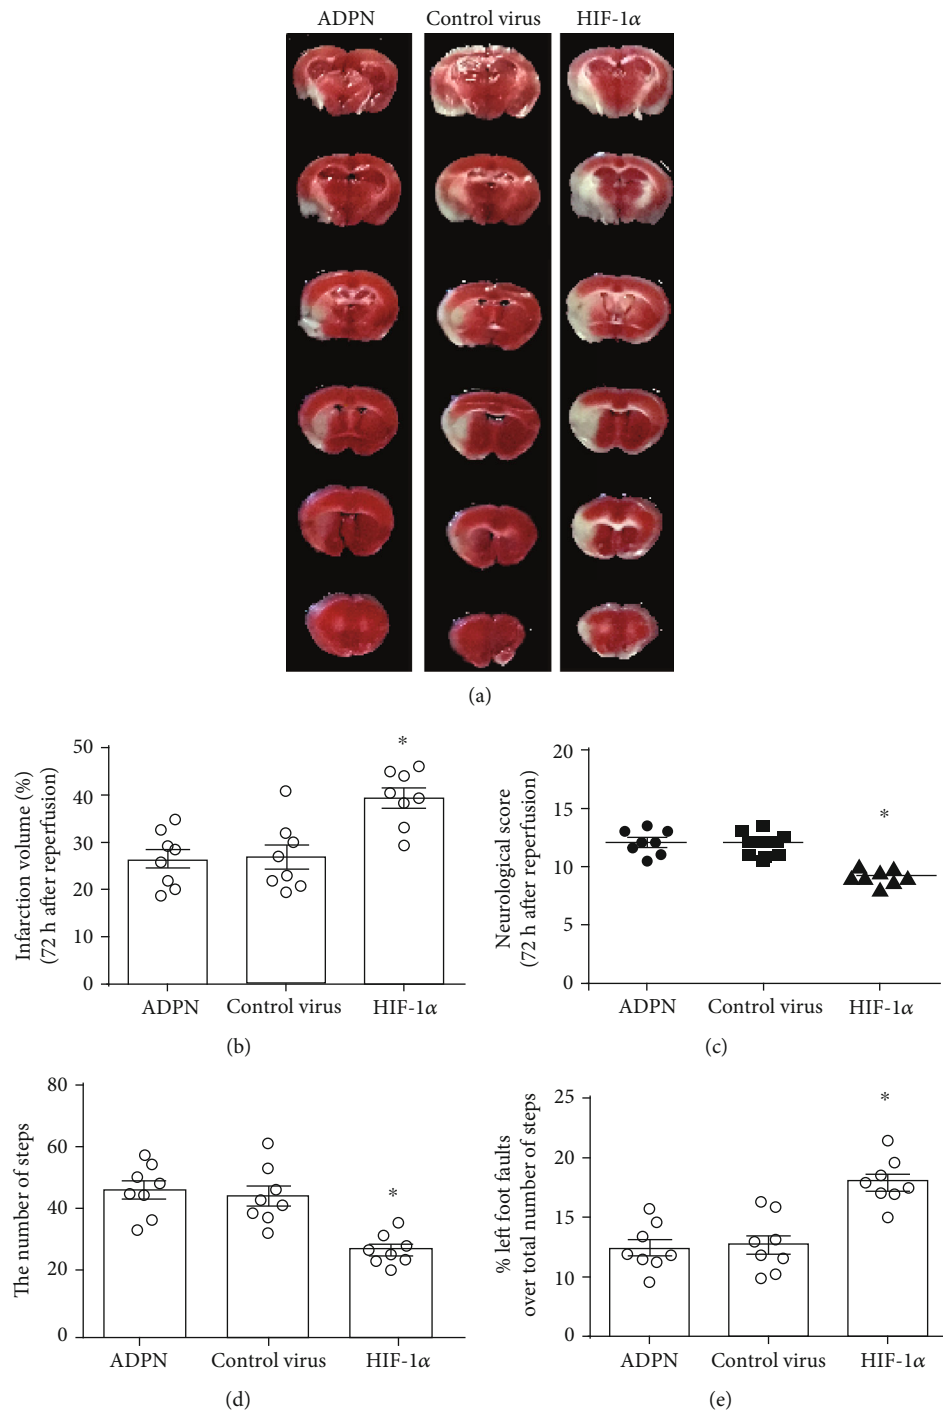 ADPN Control virus HIF-1α
(a)
Infarction volume (%)
(72 h after reperfusion)
50
40
30
20
10
0
*
ADPN Control virus HIF-1α
(b)
Neurological score
(72 h after reperfusion)
20
15
10
5
0
*
ADPN Control virus HIF-1α
(c)
The number of steps
80
60
40
20
0
*
ADPN Control virus HIF-1α
(d)
% left foot faults
over total number of steps
25
20
15
10
0
*
ADPN Control virus HIF-1α
(e)